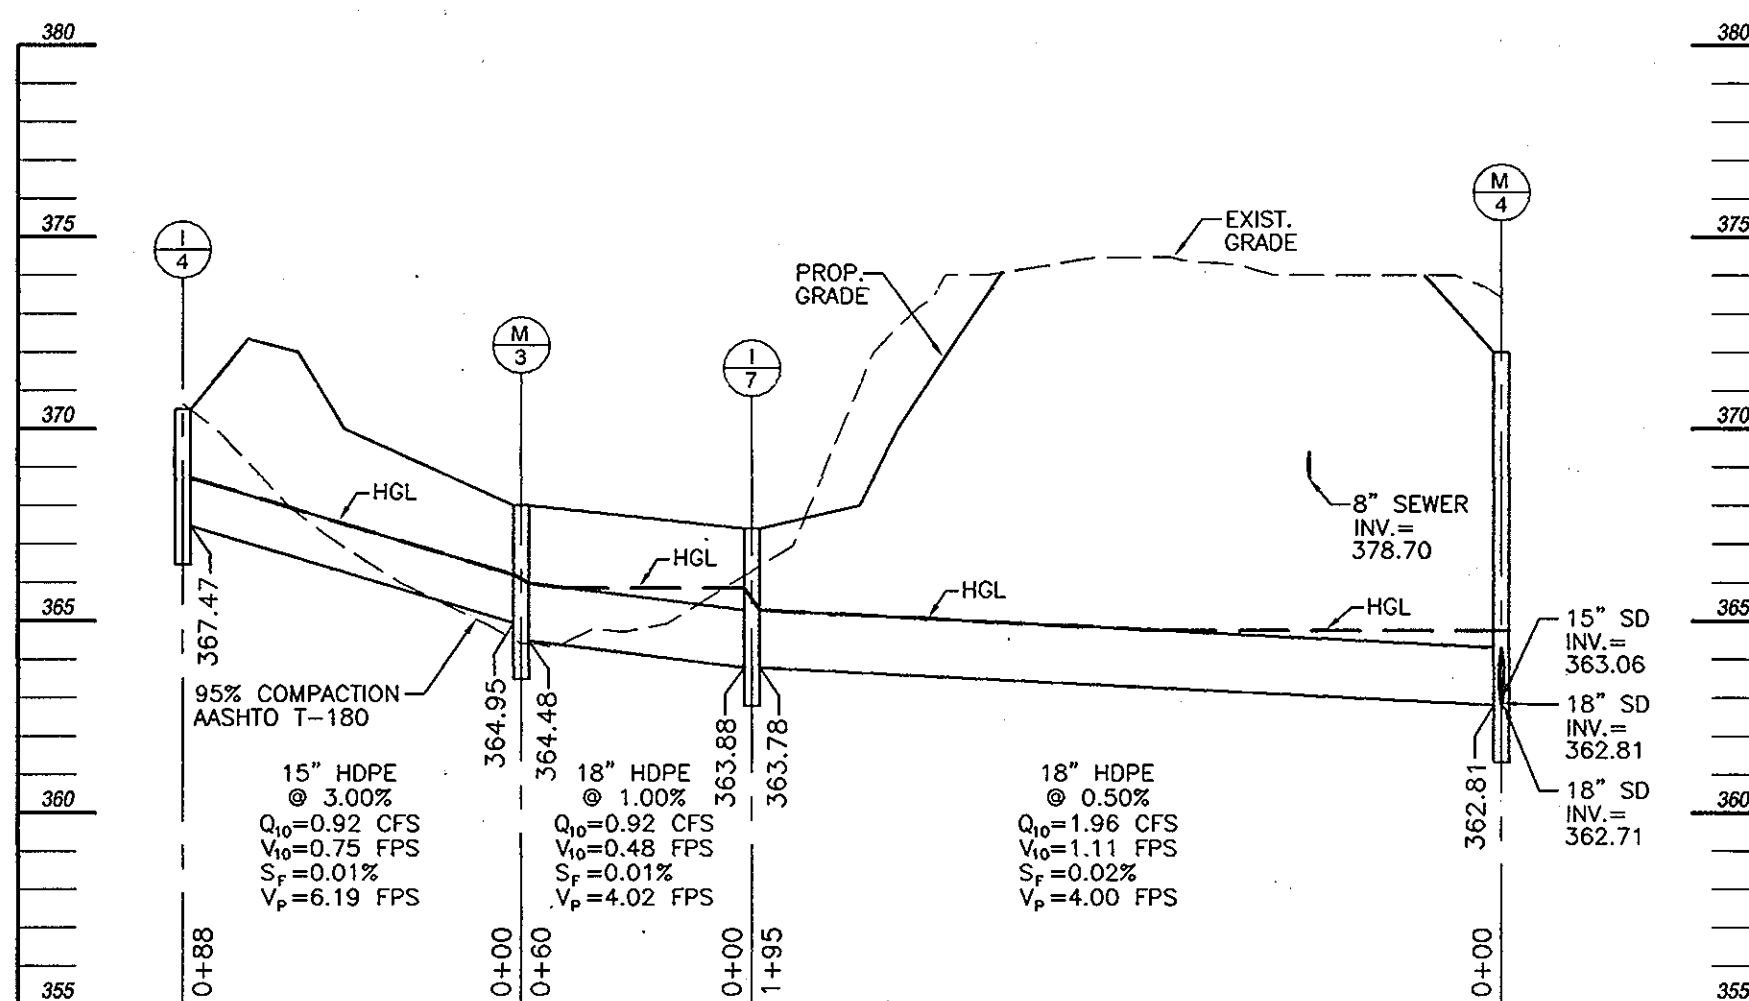 380
380
M
4
375
I
4
EXIST.
GRADE
375
PROP.
GRADE
M
3
I
7
370
370
HGL
8" SEWER
INV.=
378.70
HGL
HGL
HGL
365
365
367.47
364.95
364.48
363.88
363.78
362.81
15" SD
INV.=
363.06
95% COMPACTION
AASHTO T-180
18" SD
INV.=
362.81
18" SD
INV.=
362.71
15" HDPE
@ 3.00%
Q10=0.92 CFS
V10=0.75 FPS
SF=0.01%
VP=6.19 FPS
18" HDPE
@ 1.00%
Q10=0.92 CFS
V10=0.48 FPS
SF=0.01%
VP=4.02 FPS
18" HDPE
@ 0.50%
Q10=1.96 CFS
V10=1.11 FPS
SF=0.02%
VP=4.00 FPS
360
360
0+88
0+00
0+60
0+00
1+95
0+00
355
355